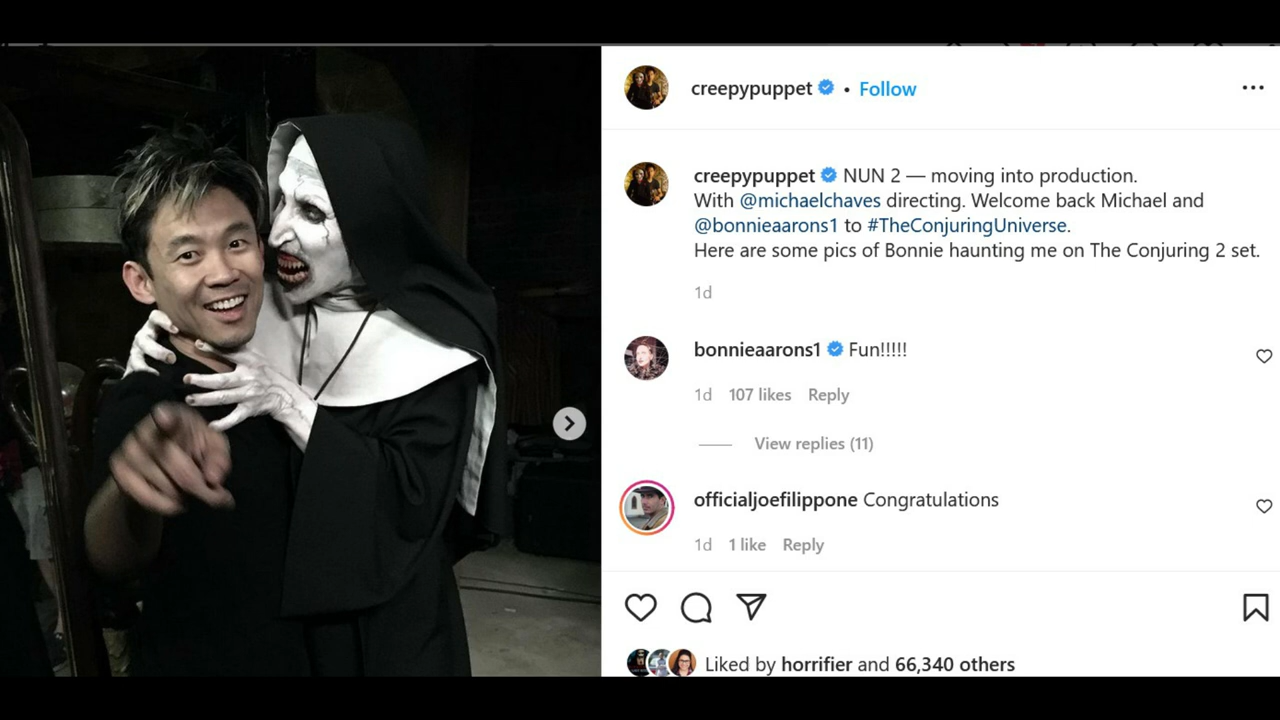 creepypuppet • Follow
creepypuppet NUN 2 — moving into production.
With @michaelchaves directing. Welcome back Michael and
@bonnieaarons1 to #TheConjuringUniverse.
Here are some pics of Bonnie haunting me on The Conjuring 2 set.
1d
bonnieaarons1 Fun!!!!!
1d 107 likes Reply
View replies (11)
officialjoefilippone Congratulations
1d 1 like Reply
Liked by horrifier and 66,340 others